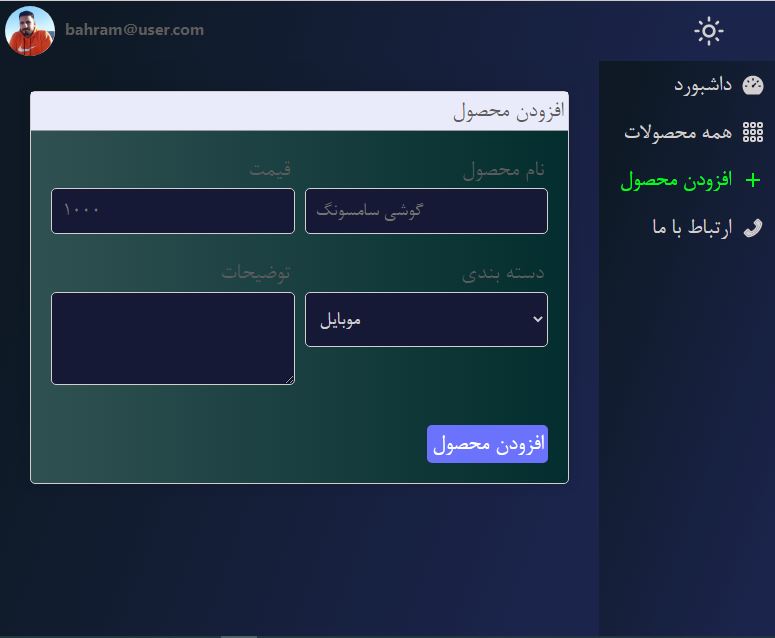 bahram@user.com
داشبورد
همه محصولات
افزودن محصول
ارتباط با ما
افزودن محصول
نام محصول
قیمت
گوشی سامسونگ
۱۰۰۰
دسته بندی
توضیحات
موبایل
افزودن محصول